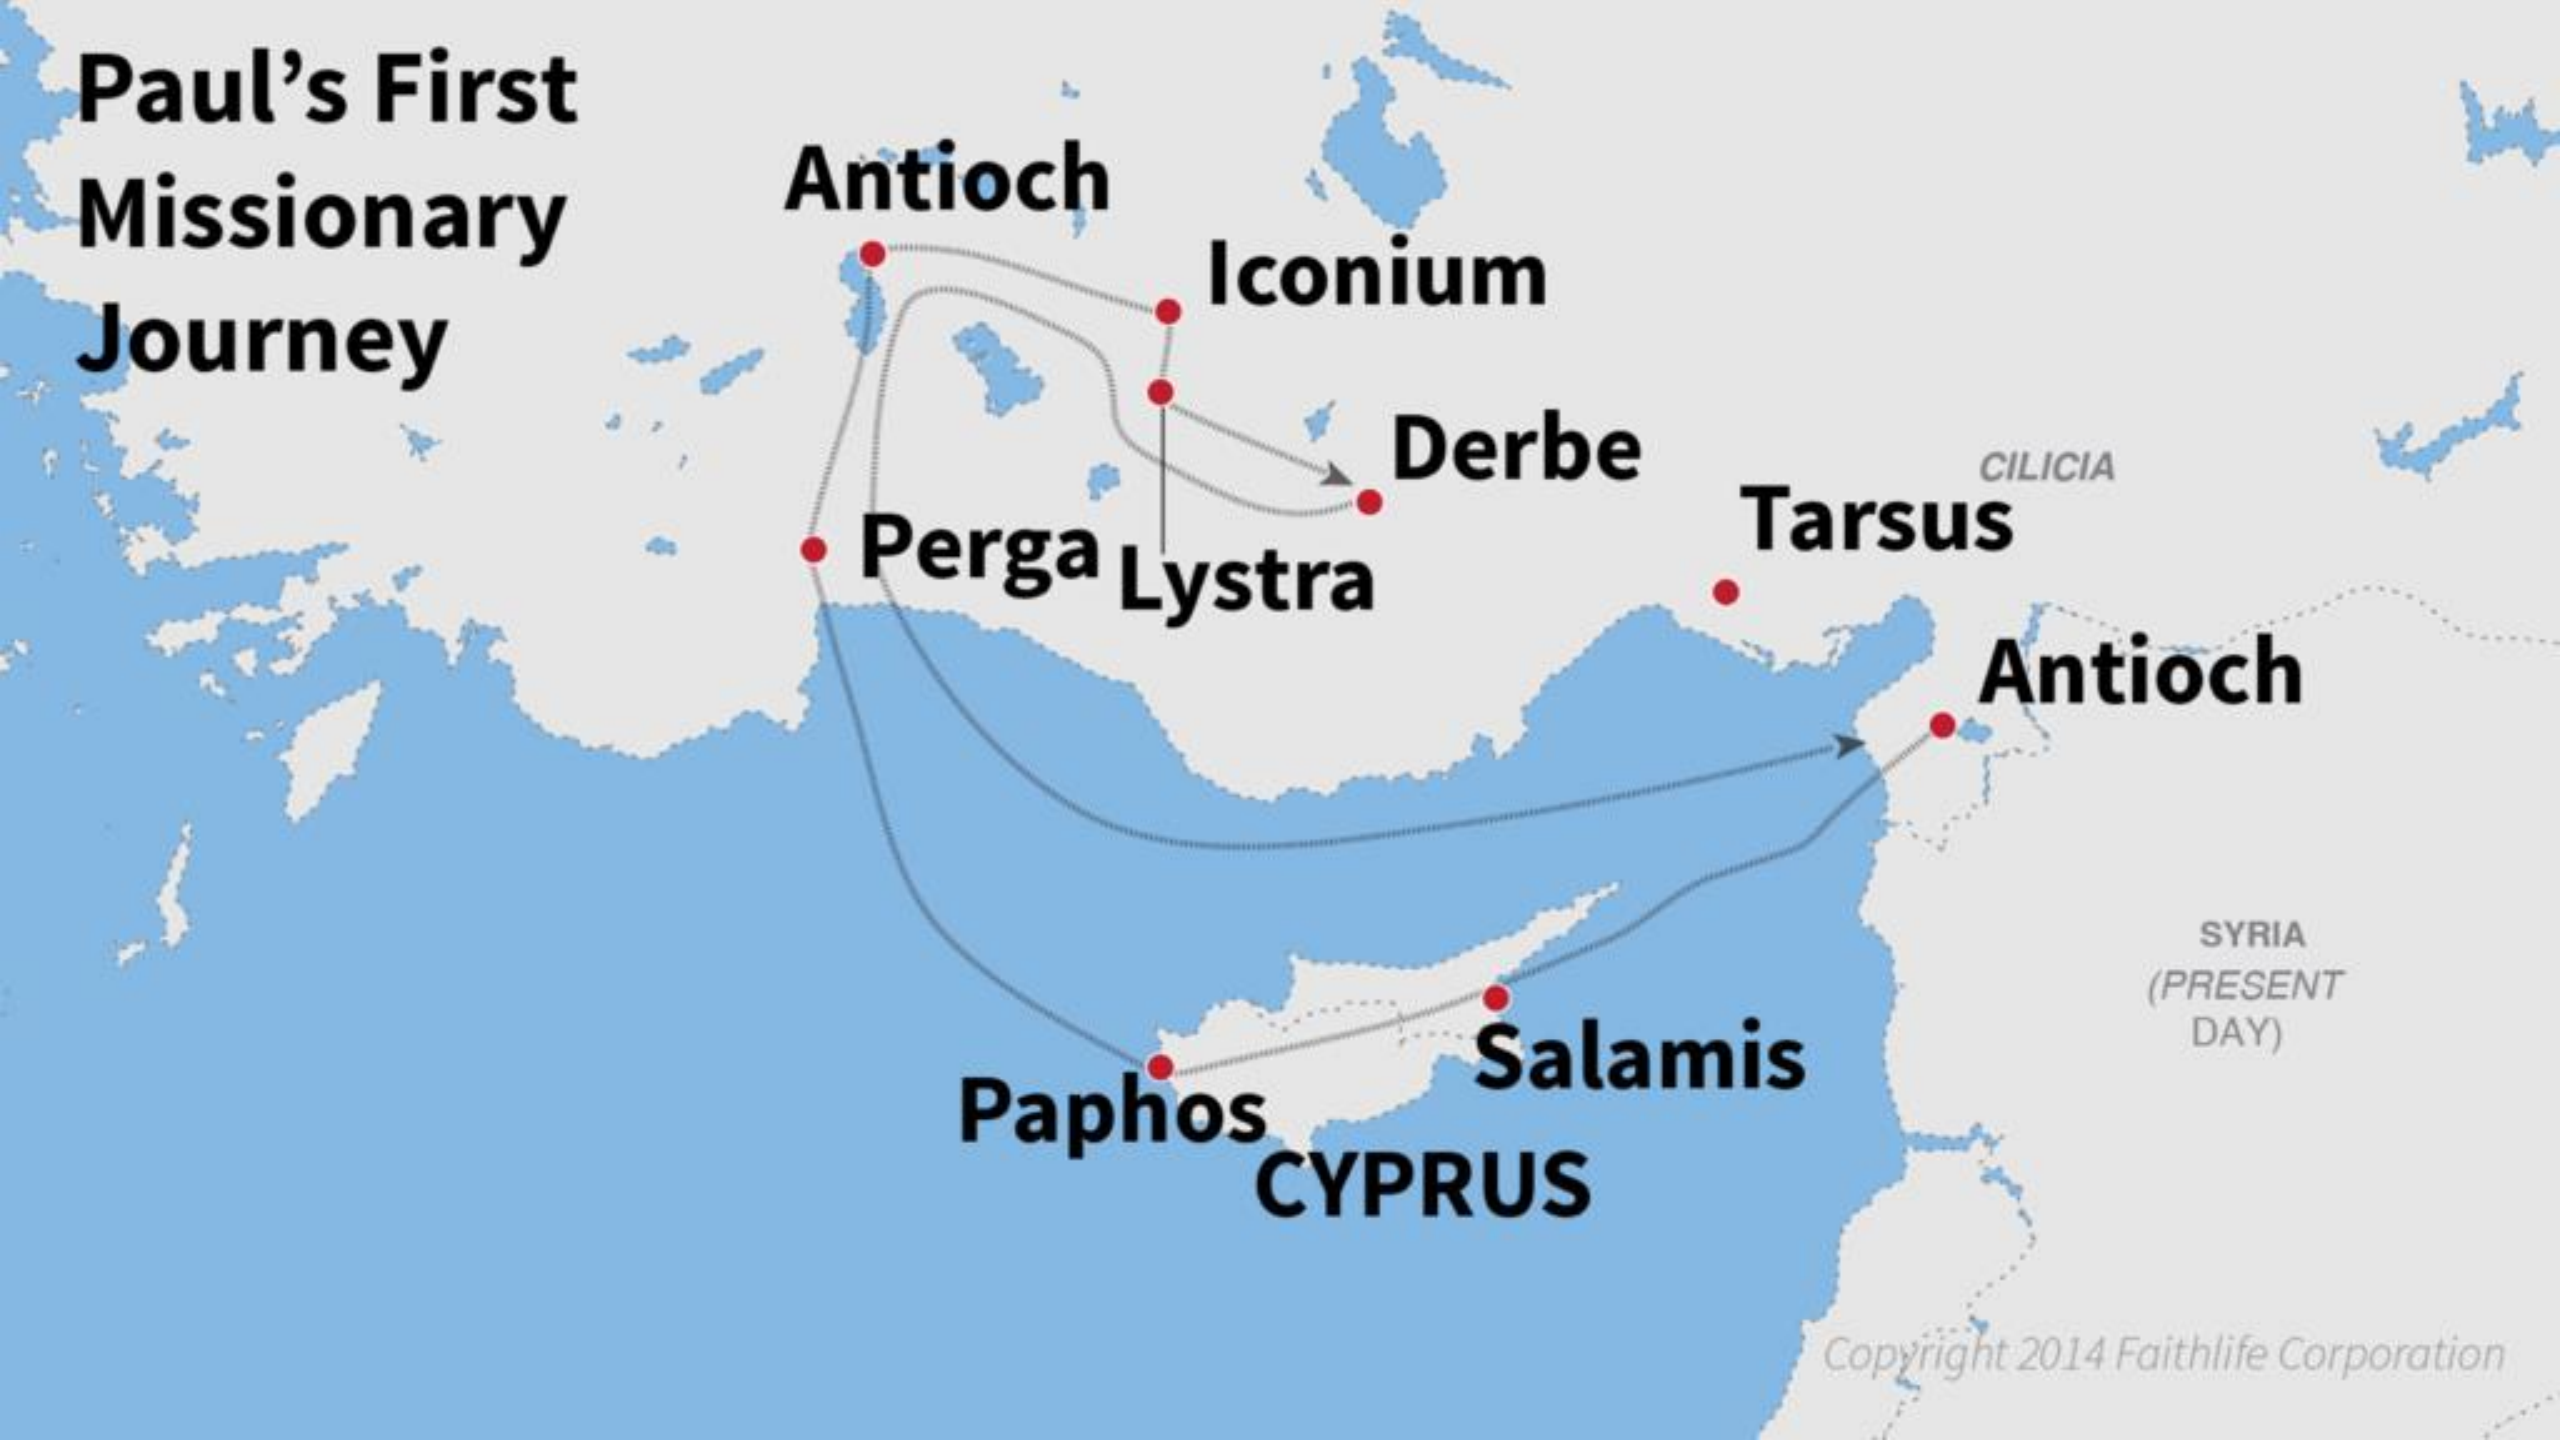 Paul’s First
Missionary
Journey
Antioch
Iconium
Derbe
CILICIA
Tarsus
Perga
Lystra
Antioch
SYRIA
(PRESENT
DAY)
Salamis
Paphos
CYPRUS
Copyright 2014 Faithlife Corporation